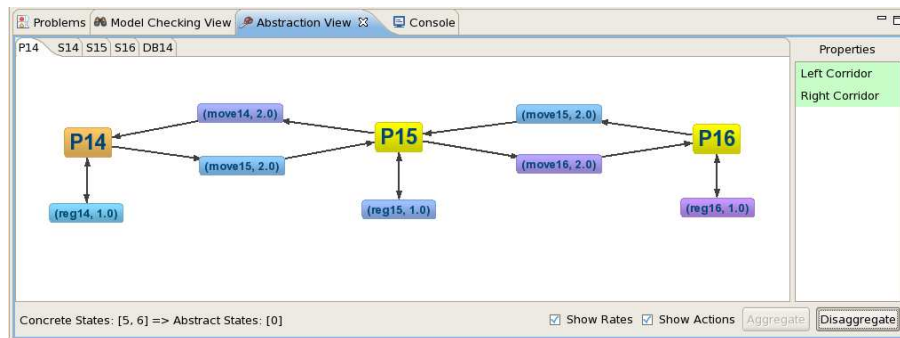 Problems Model Checking View Abstraction View Console
P14 S14 S15 S16 DB14
Properties
Left Corridor
Right Corridor
(move14, 2.0) (move15, 2.0)
P14 P15 P16
(move15, 2.0) (move16, 2.0)
(reg14, 1.0) (reg15, 1.0) (reg16, 1.0)
Concrete States: [5, 6] => Abstract States: [0] Show Rates Show Actions Aggregate Disaggregate